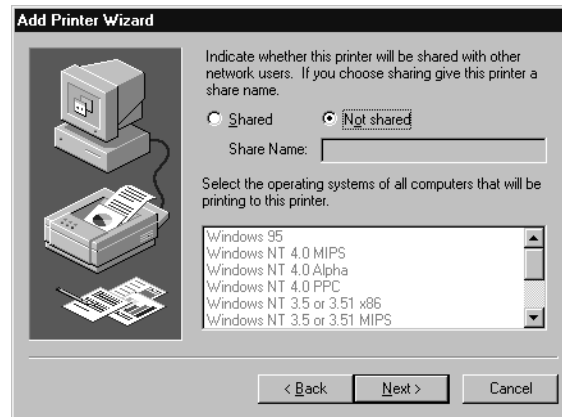 Add Printer Wizard
Indicate whether this printer will be shared with other
network users. If you choose sharing give this printer a
share name.
Shared
Not shared
Share Name:
Select the operating systems of all computers that will be
printing to this printer.
Windows 95
Windows NT 4.0 MIPS
Windows NT 4.0 Alpha
Windows NT 4.0 PPC
Windows NT 3.5 or 3.51 x86
Windows NT 3.5 or 3.51 MIPS
< Back
Next >
Cancel